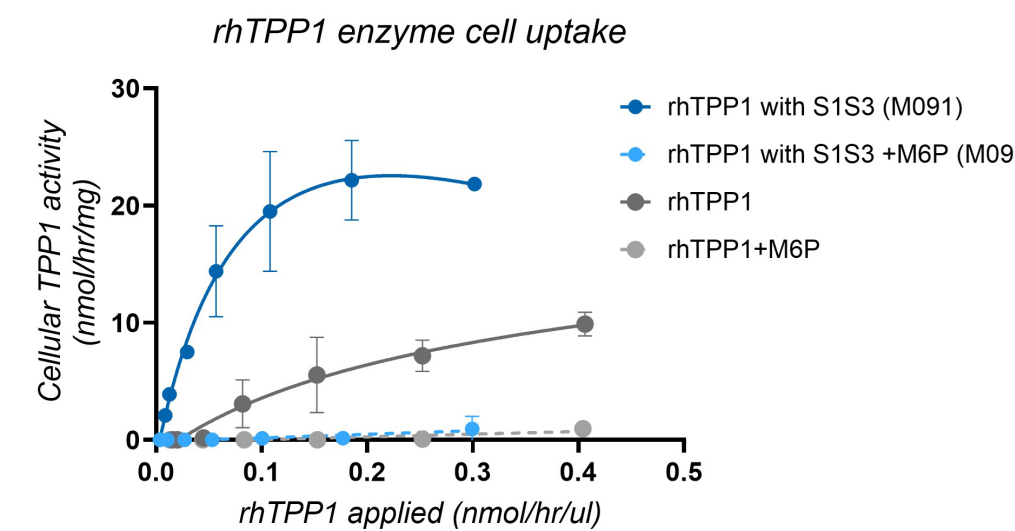 rhTPP1 enzyme cell uptake
Cellular TPP1 activity
(nmol/hr/mg)
30
20
10
0
0.0 0.1 0.2 0.3 0.4 0.5
rhTPP1 applied (nmol/hr/ul)
rhTPP1 with S1S3 (M091)
rhTPP1 with S1S3 +M6P (M09
rhTPP1
rhTPP1+M6P